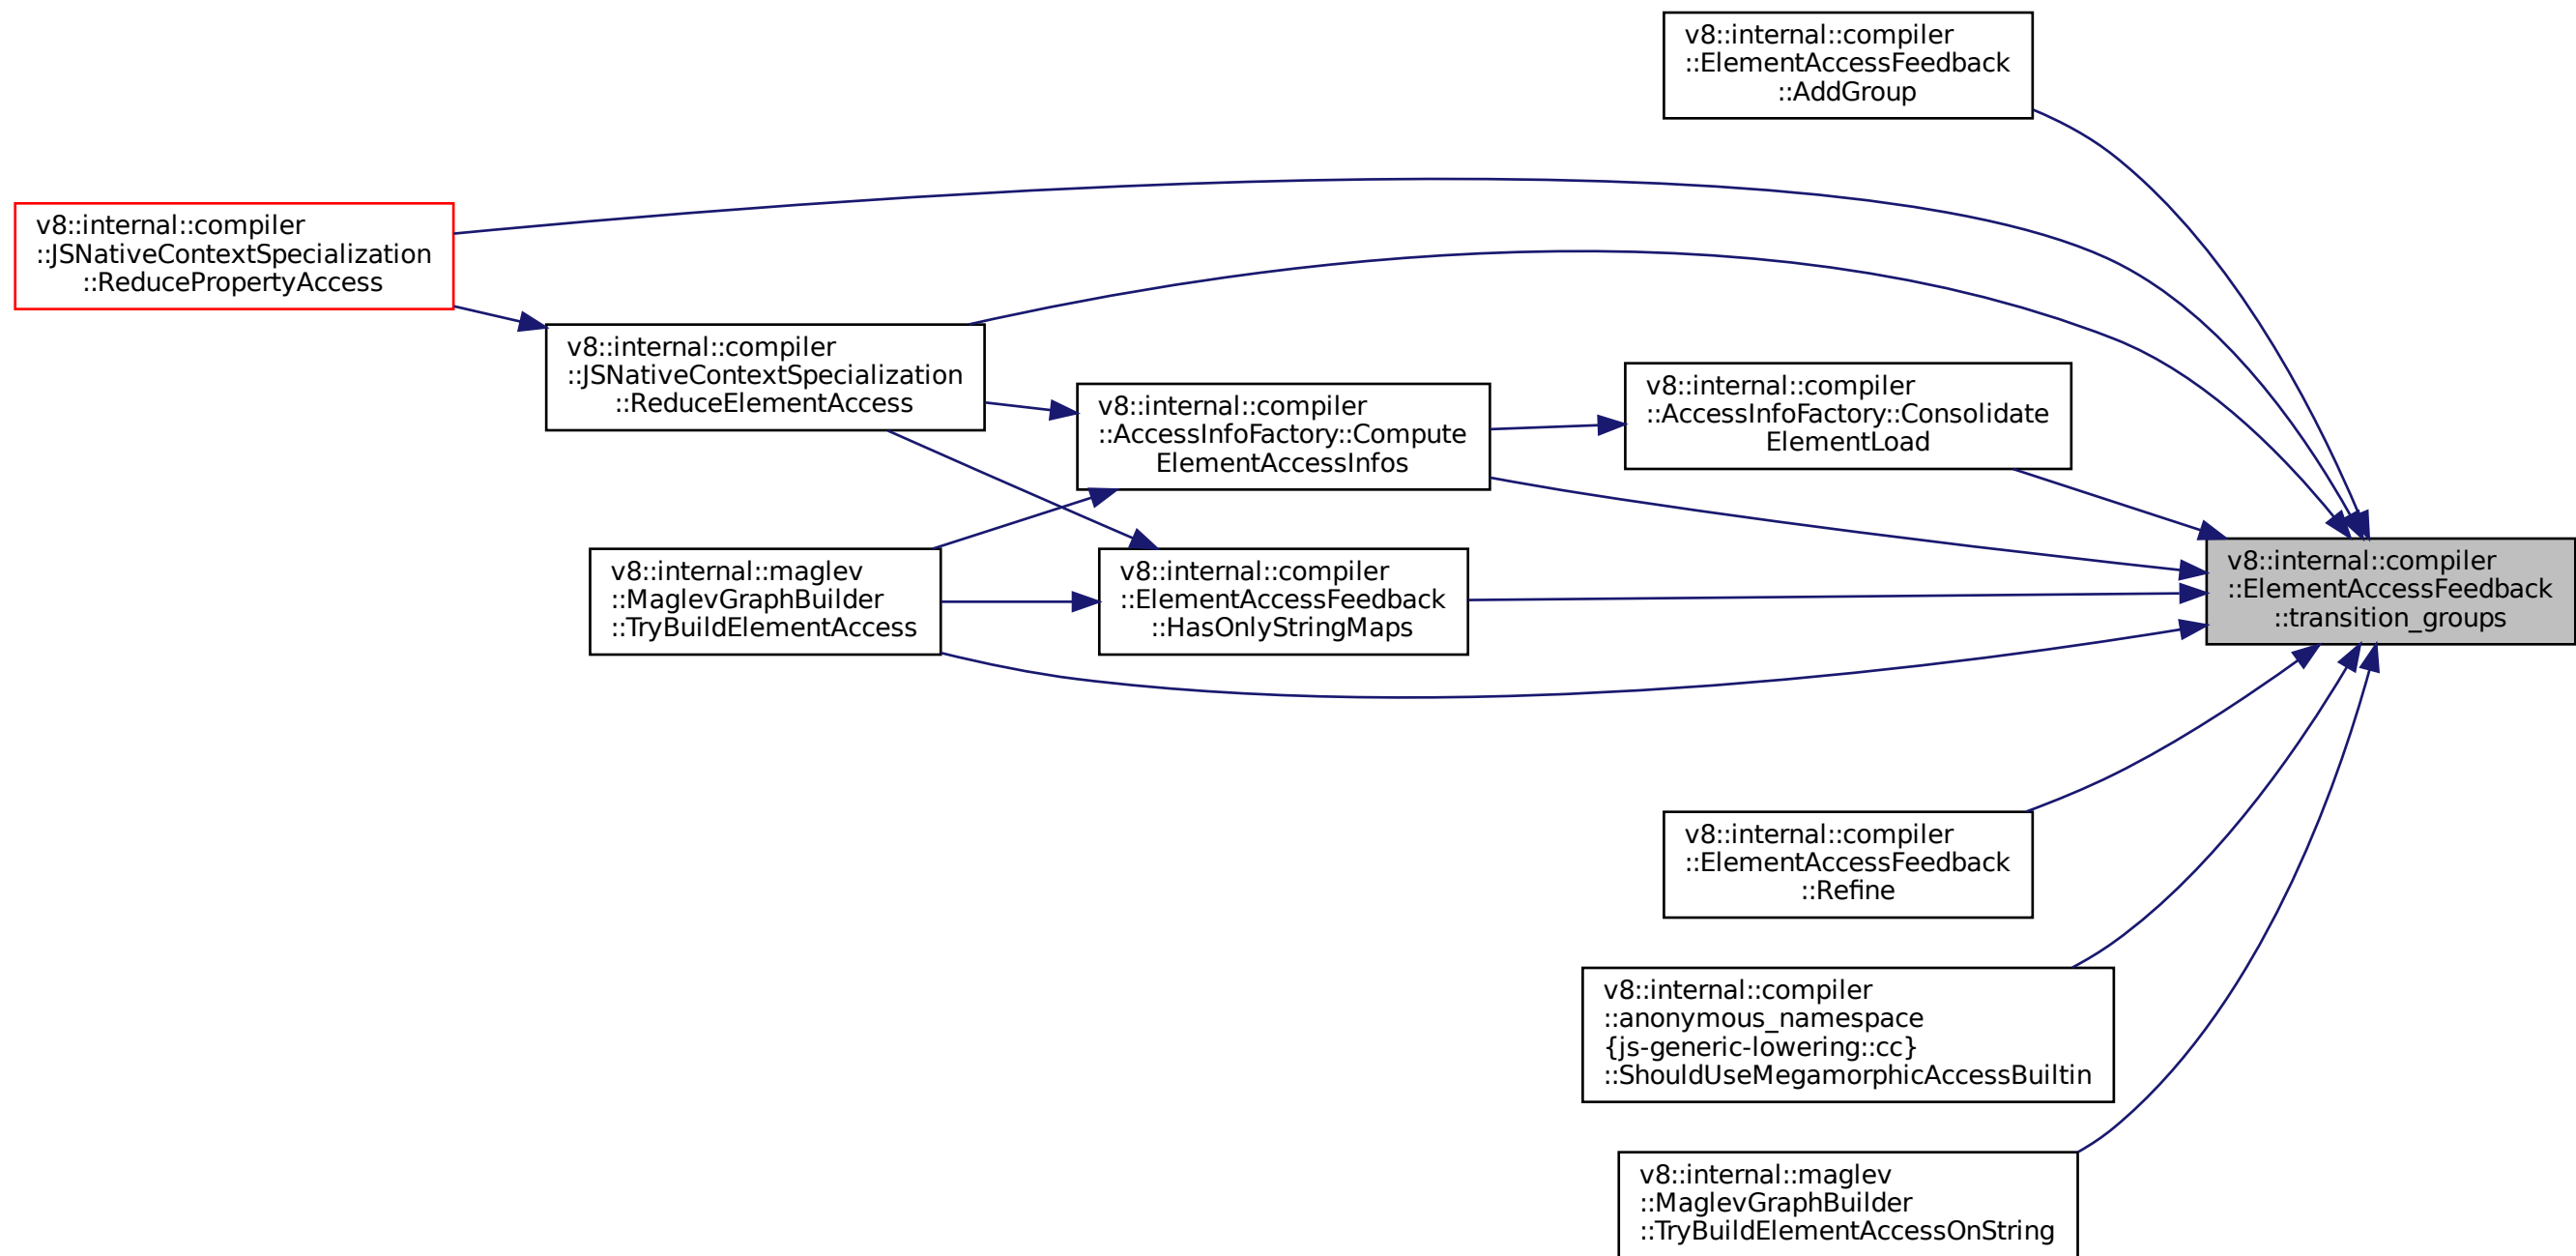 v8::internal::compiler
::ElementAccessFeedback
::AddGroup
v8::internal::compiler
::JSNativeContextSpecialization
::ReducePropertyAccess
v8::internal::compiler
::JSNativeContextSpecialization
::ReduceElementAccess
v8::internal::compiler
::AccessInfoFactory::Compute
ElementAccessInfos
v8::internal::compiler
::AccessInfoFactory::Consolidate
ElementLoad
v8::internal::maglev
::MaglevGraphBuilder
::TryBuildElementAccess
v8::internal::compiler
::ElementAccessFeedback
::HasOnlyStringMaps
v8::internal::compiler
::ElementAccessFeedback
::transition_groups
v8::internal::compiler
::ElementAccessFeedback
::Refine
v8::internal::compiler
::anonymous_namespace
{js-generic-lowering::cc}
::ShouldUseMegamorphicAccessBuiltin
v8::internal::maglev
::MaglevGraphBuilder
::TryBuildElementAccessOnString